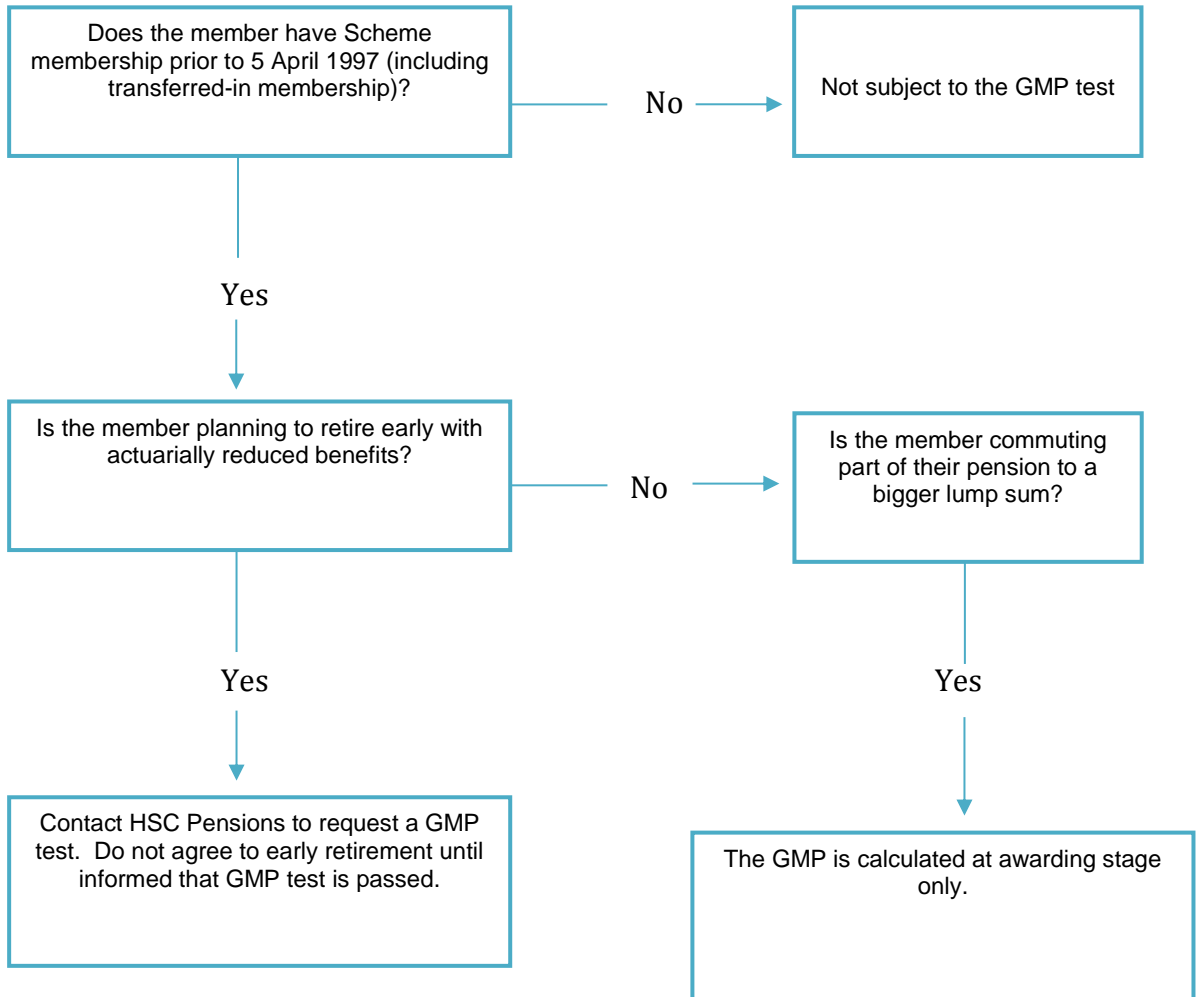 Does the member have Scheme
membership prior to 5 April 1997 (including
transferred-in membership)?
No
Not subject to the GMP test
Yes
Is the member planning to retire early with
actuarially reduced benefits?
No
Is the member commuting
part of their pension to a
bigger lump sum?
Yes
Yes
Contact HSC Pensions to request a GMP
test.  Do not agree to early retirement until
informed that GMP test is passed.
The GMP is calculated at awarding stage
only.